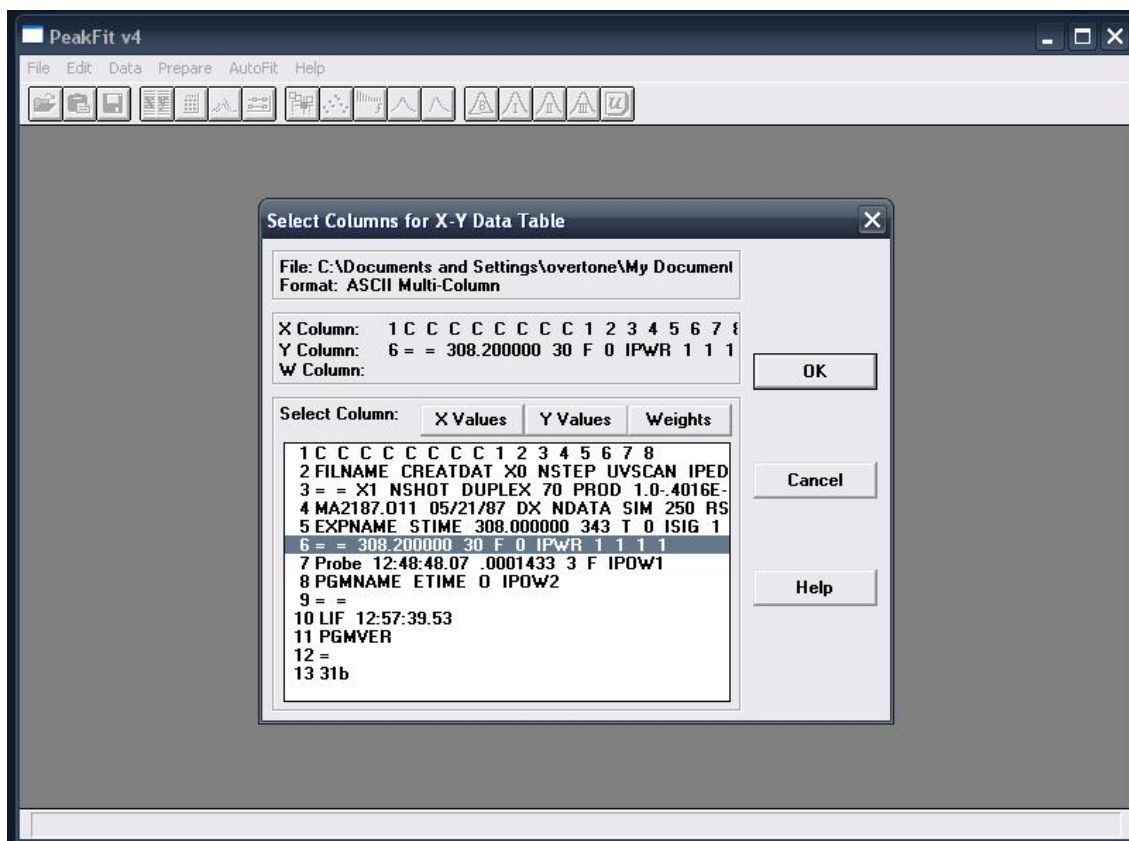 PeakFit v4
File Edit Data Prepare AutoFit Help
Select Columns for X-Y Data Table
File: C:\Documents and Settings\overtone\My Document
Format: ASCII Multi-Column
X Column: 1 C C C C C C C C 1 2 3 4 5 6 7 8
Y Column: 6 = = 308.200000 30 F 0 IPWR 1 1 1
W Column:
OK
Select Column: X Values Y Values Weights
1 C C C C C C C C 1 2 3 4 5 6 7 8
2 FILNAME CREATDAT X0 NSTEP UVSCAN IPED
3 = = X1 NSHOT DUPLEX 70 PROD 1.0-.4016E-
4 MA2187.011 05/21/87 DX NDATA SIM 250 RS
5 EXPNAME STIME 308.000000 343 T 0 ISIG 1
6 = = 308.200000 30 F 0 IPWR 1 1 1 1
7 Probe 12:48:48.07 .0001433 3 F IPOW1
8 PGMNAME ETIME 0 IPOW2
9 = =
10 LIF 12:57:39.53
11 PGMVER
12 =
13 31b
Cancel
Help